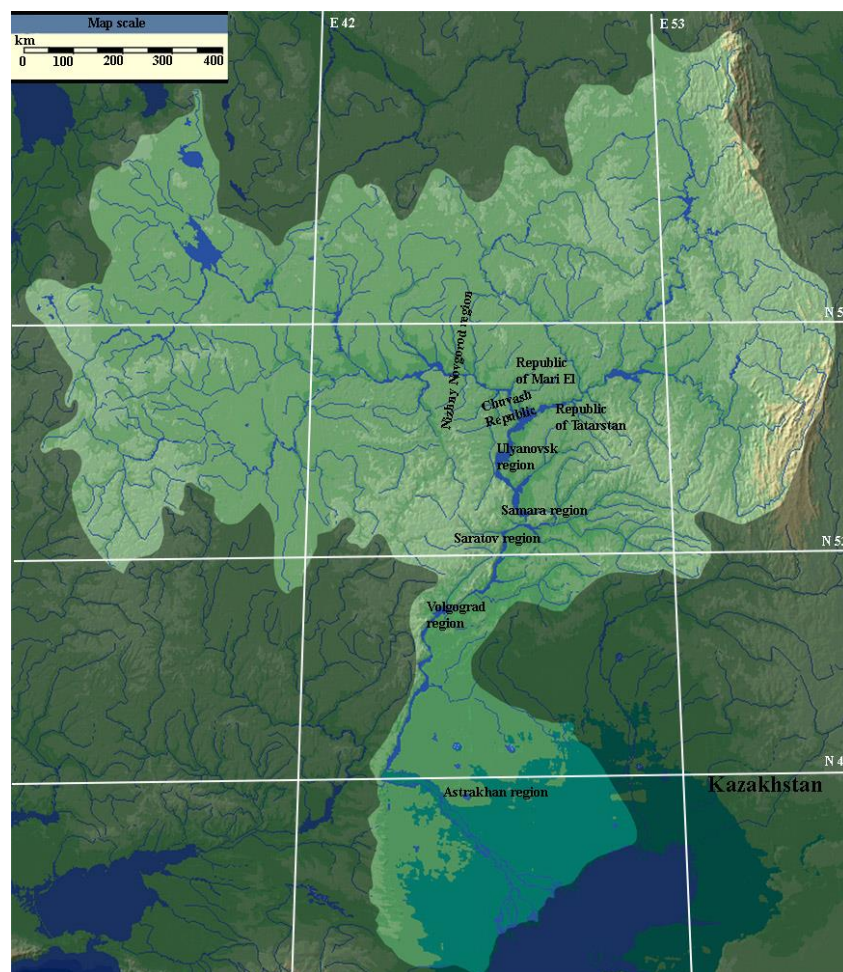 Map scale
km
0 100 200 300 400
E 42
E 53
N 5
Nizhny Novgorod region
Republic
of Mari El
Chuvash
Republic
Republic
of Tatarstan
Ulyanovsk
region
Samara region
Saratov region
N 52
Volgograd
region
N 4
Kazakhstan
Astrakhan region